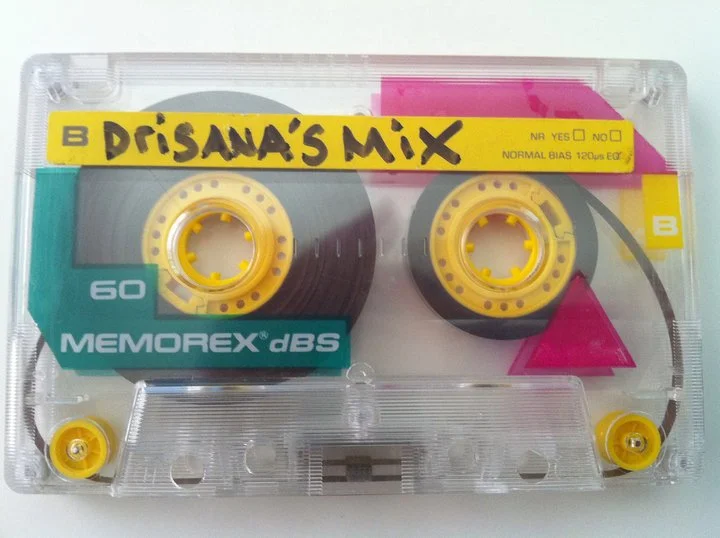 B DriSANA'S MiX
NR YES □ NO □
NORMAL BIAS 120µs EQ
B
60
MEMOREX® dBS